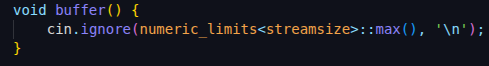 void buffer() {
    cin.ignore(numeric_limits<streamsize>::max(), '\n');
}